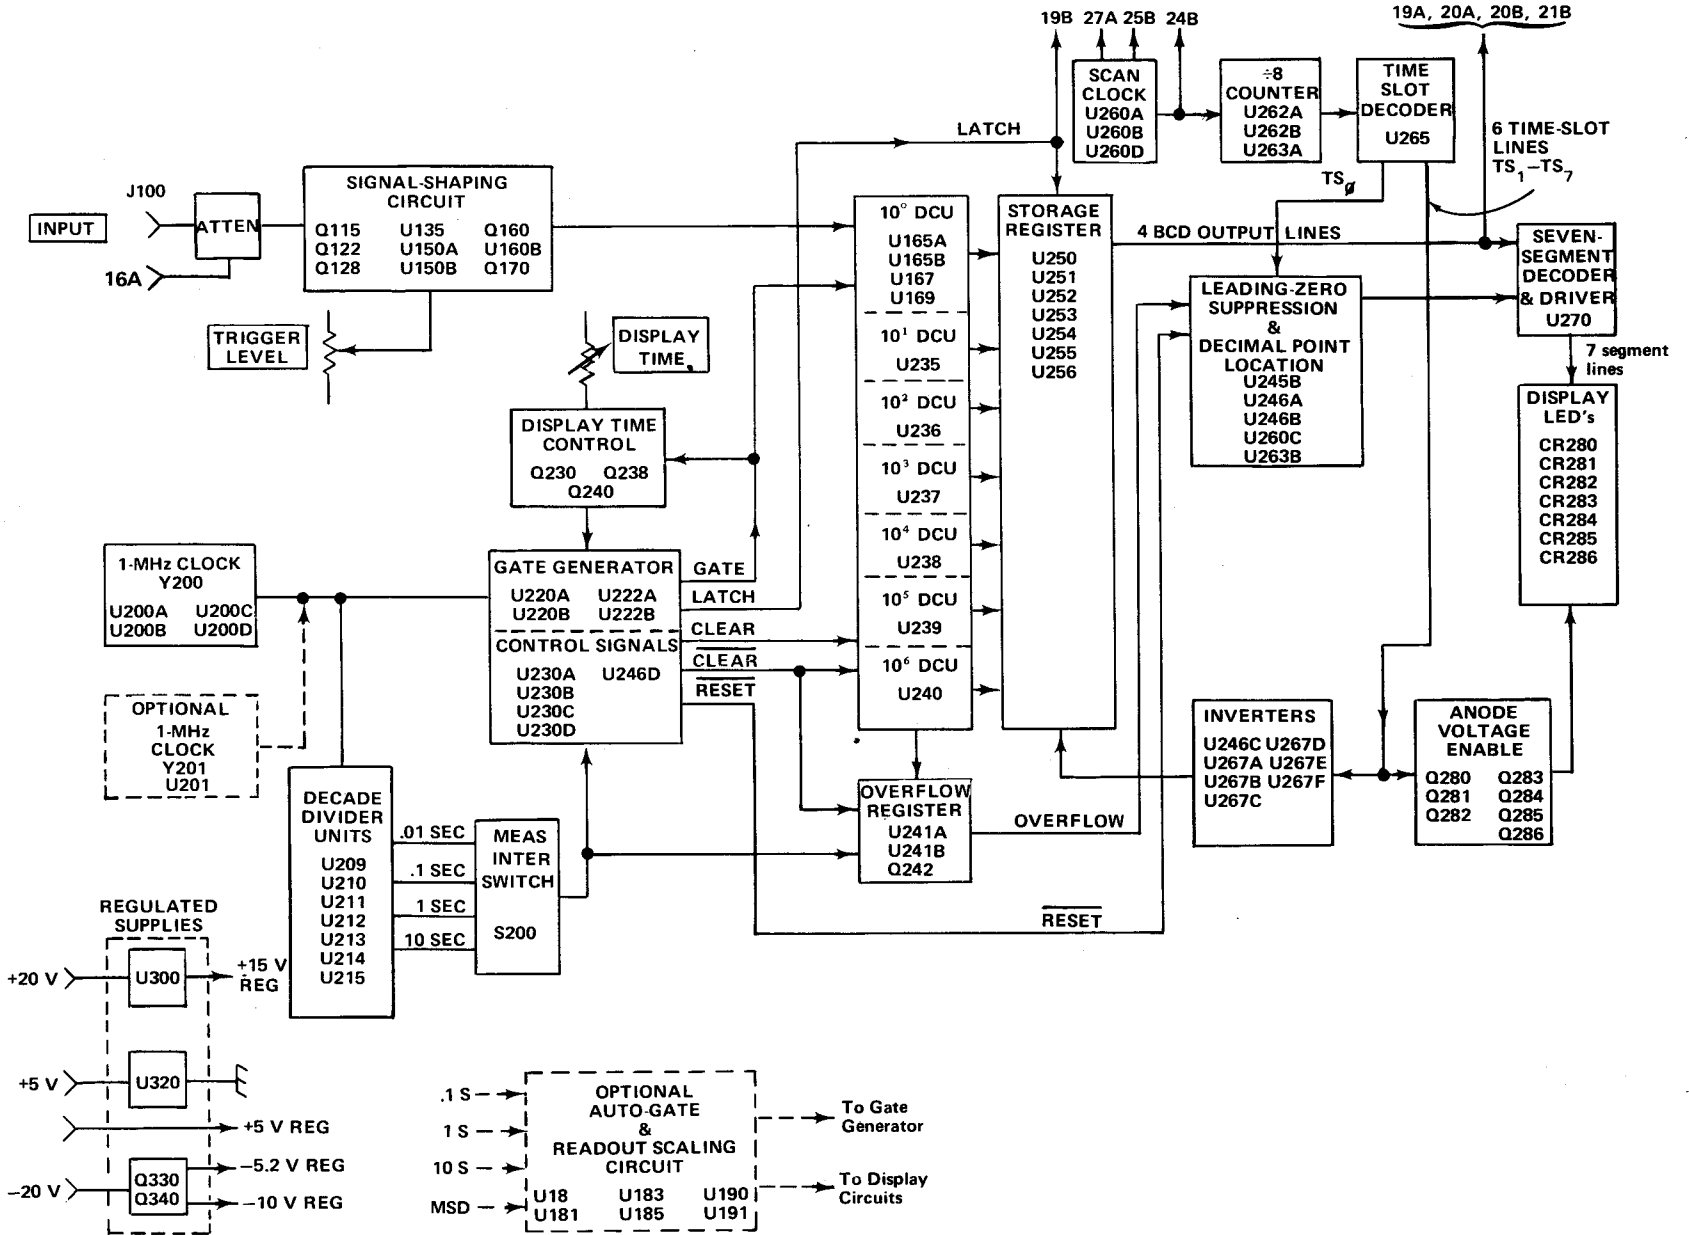 19B 27A 25B 24B
19A, 20A, 20B, 21B
SCAN
CLOCK
U260A
U260B
U260D
÷8
COUNTER
U262A
U262B
U263A
TIME
SLOT
DECODER
U265
6 TIME-SLOT
LINES
TS1–TS7
TS0
LATCH
INPUT
J100
16A
ATTEN
SIGNAL-SHAPING
CIRCUIT
Q115 U135 Q160
Q122 U150A U160B
Q128 U150B Q170
TRIGGER
LEVEL
DISPLAY
TIME
DISPLAY TIME
CONTROL
Q230 Q238
Q240
10⁰ DCU
U165A
U165B
U167
U169
10¹ DCU
U235
10² DCU
U236
10³ DCU
U237
10⁴ DCU
U238
10⁵ DCU
U239
10⁶ DCU
U240
STORAGE
REGISTER
U250
U251
U252
U253
U254
U255
U256
4 BCD OUTPUT LINES
LEADING-ZERO
SUPPRESSION
&
DECIMAL POINT
LOCATION
U245B
U246A
U246B
U260C
U263B
SEVEN-
SEGMENT
DECODER
& DRIVER
U270
7 segment
lines
DISPLAY
LED's
CR280
CR281
CR282
CR283
CR284
CR285
CR286
1-MHz CLOCK
Y200
U200A U200C
U200B U200D
OPTIONAL
1-MHz
CLOCK
Y201
U201
GATE GENERATOR
U220A U222A
U220B U222B
CONTROL SIGNALS
U230A U246D
U230B
U230C
U230D
GATE
LATCH
CLEAR
CLEAR
RESET
DECADE
DIVIDER
UNITS
U209
U210
U211
U212
U213
U214
U215
.01 SEC
.1 SEC
1 SEC
10 SEC
MEAS
INTER
SWITCH
S200
OVERFLOW
REGISTER
U241A
U241B
Q242
OVERFLOW
RESET
INVERTERS
U246C U267D
U267A U267E
U267B U267F
U267C
ANODE
VOLTAGE
ENABLE
Q280 Q283
Q281 Q284
Q282 Q285
Q286
REGULATED
SUPPLIES
+20 V
U300
+15 V
REG
+5 V
U320
+5 V REG
–20 V
Q330
Q340
–5.2 V REG
–10 V REG
.1 S
1 S
10 S
MSD
OPTIONAL
AUTO-GATE
&
READOUT SCALING
CIRCUIT
U18 U183 U190
U181 U185 U191
To Gate
Generator
To Display
Circuits